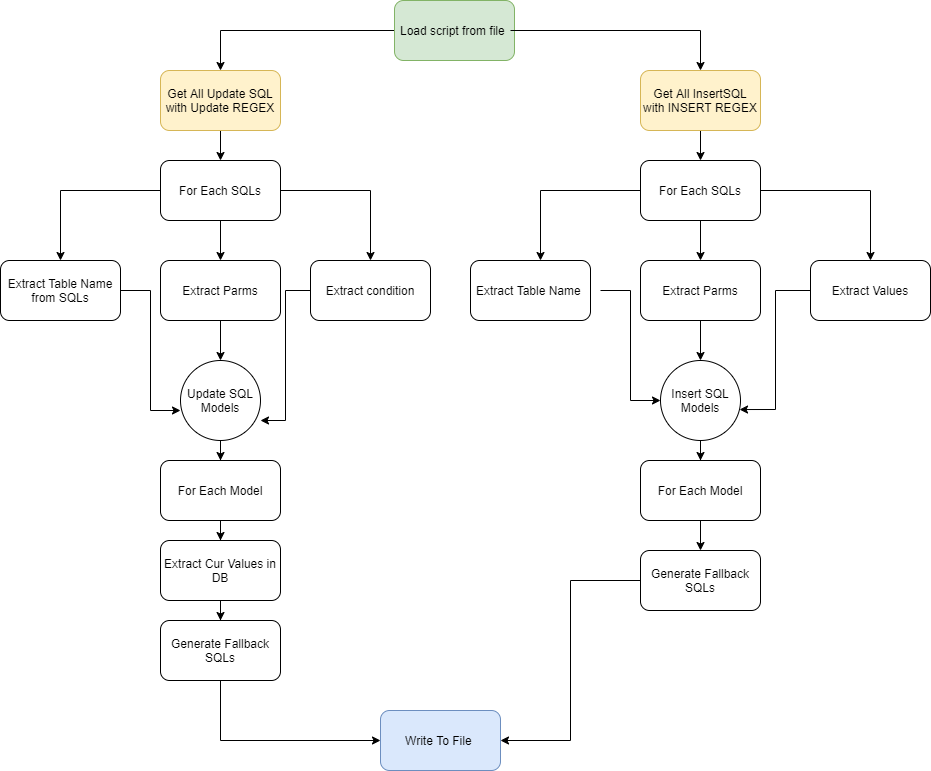 Load script from file
Get All Update SQL
with Update REGEX
Get All InsertSQL
with INSERT REGEX
For Each SQLs
For Each SQLs
Extract Table Name
from SQLs
Extract Parms
Extract condition
Extract Table Name
Extract Parms
Extract Values
Update SQL
Models
Insert SQL
Models
For Each Model
For Each Model
Extract Cur Values in
DB
Generate Fallback
SQLs
Generate Fallback
SQLs
Write To File